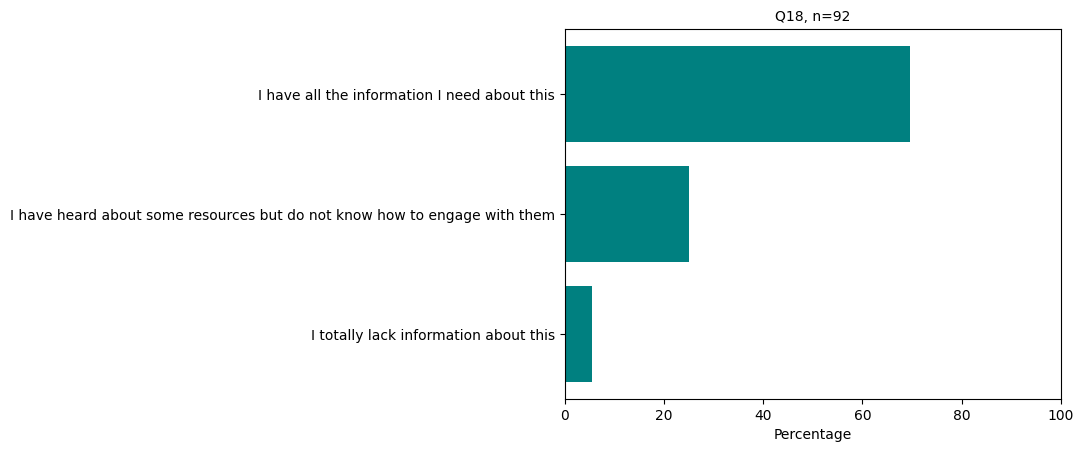 Q18, n=92
I have all the information I need about this
I have heard about some resources but do not know how to engage with them
I totally lack information about this
0 20 40 60 80 100
Percentage